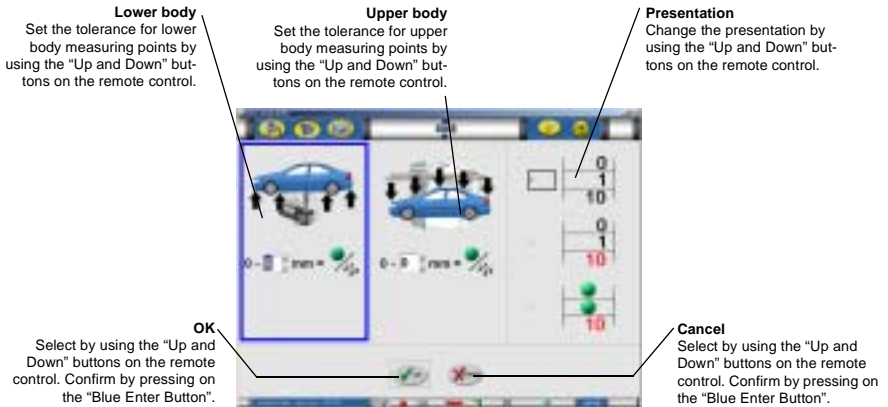 Lower body
Set the tolerance for lower
body measuring points by
using the “Up and Down” but-
tons on the remote control.
Upper body
Set the tolerance for upper
body measuring points by
using the “Up and Down” but-
tons on the remote control.
Presentation
Change the presentation by
using the “Up and Down” but-
tons on the remote control.
0
1
10
0
1
10
10
mm =
mm =
OK
Select by using the “Up and
Down” buttons on the remote
control. Confirm by pressing on
the “Blue Enter Button”.
Cancel
Select by using the “Up and
Down” buttons on the remote
control. Confirm by pressing on
the “Blue Enter Button”.